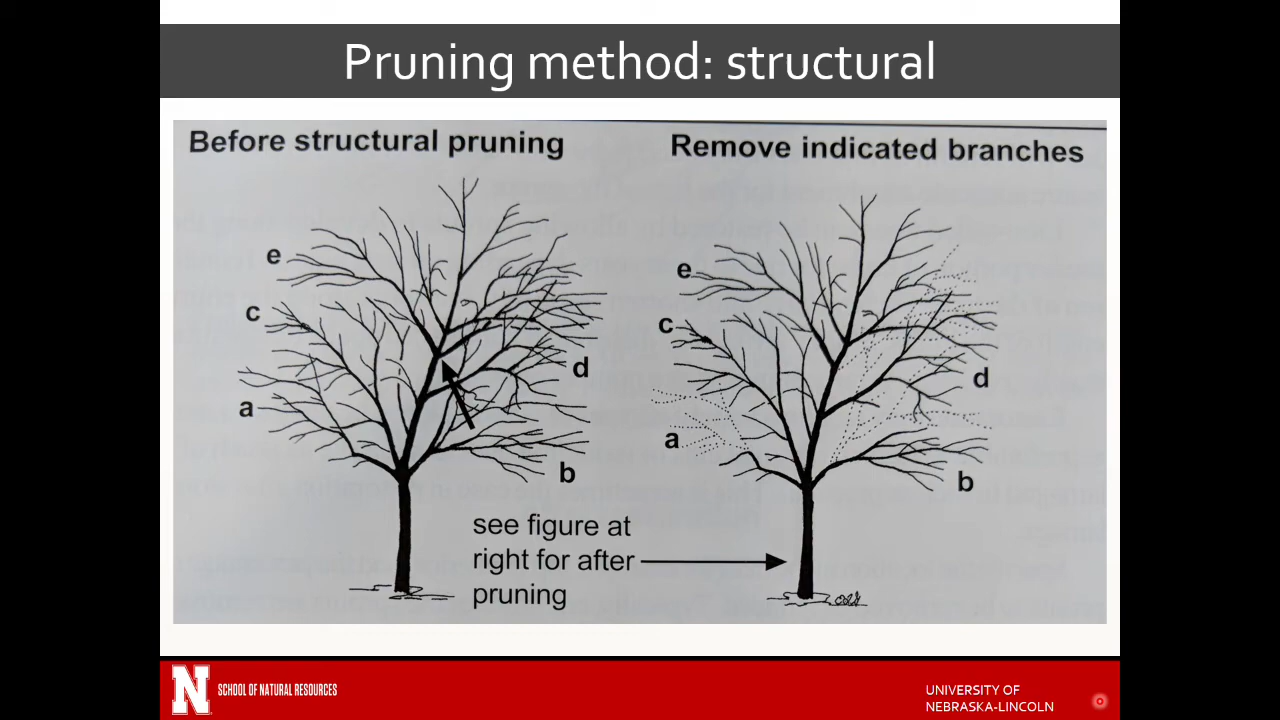 Pruning method: structural
Before structural pruning
Remove indicated branches
e
c
a
d
b
see figure at
right for after
pruning
e
c
a
d
b
N
SCHOOL OF NATURAL RESOURCES
UNIVERSITY OF
NEBRASKA-LINCOLN